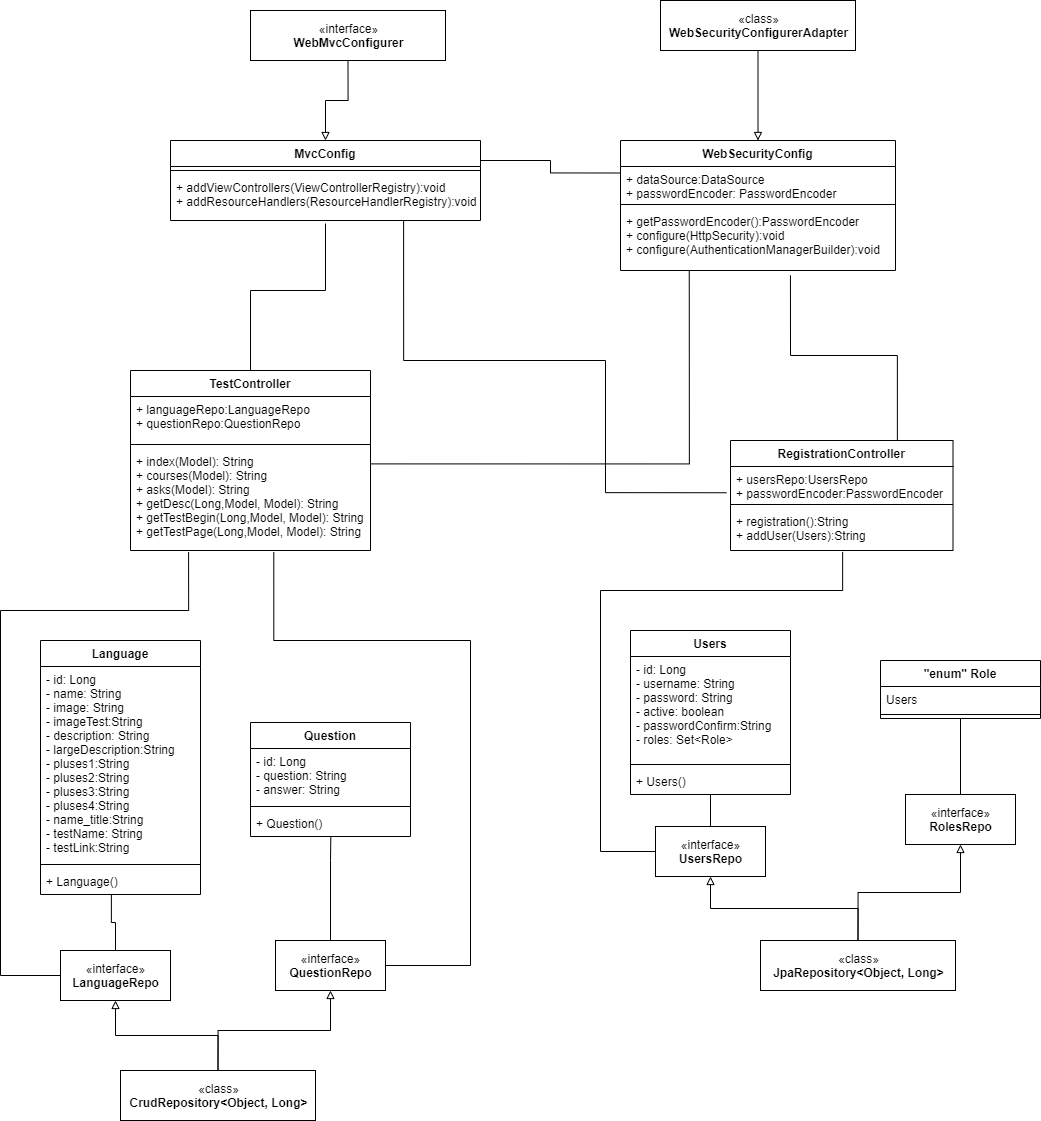 «interface»
WebMvcConfigurer
«class»
WebSecurityConfigurerAdapter
MvcConfig
+ addViewControllers(ViewControllerRegistry):void
+ addResourceHandlers(ResourceHandlerRegistry):void
WebSecurityConfig
+ dataSource:DataSource
+ passwordEncoder: PasswordEncoder
+ getPasswordEncoder():PasswordEncoder
+ configure(HttpSecurity):void
+ configure(AuthenticationManagerBuilder):void
TestController
+ languageRepo:LanguageRepo
+ questionRepo:QuestionRepo
+ index(Model): String
+ courses(Model): String
+ asks(Model): String
+ getDesc(Long,Model, Model): String
+ getTestBegin(Long,Model, Model): String
+ getTestPage(Long,Model, Model): String
RegistrationController
+ usersRepo:UsersRepo
+ passwordEncoder:PasswordEncoder
+ registration():String
+ addUser(Users):String
Language
- id: Long
- name: String
- image: String
- imageTest:String
- description: String
- largeDescription:String
- pluses1:String
- pluses2:String
- pluses3:String
- pluses4:String
- name_title:String
- testName: String
- testLink:String
+ Language()
Question
- id: Long
- question: String
- answer: String
+ Question()
Users
- id: Long
- username: String
- password: String
- active: boolean
- passwordConfirm:String
- roles: Set<Role>
+ Users()
"enum" Role
Users
«interface»
RolesRepo
«interface»
UsersRepo
«interface»
LanguageRepo
«interface»
QuestionRepo
«class»
JpaRepository<Object, Long>
«class»
CrudRepository<Object, Long>